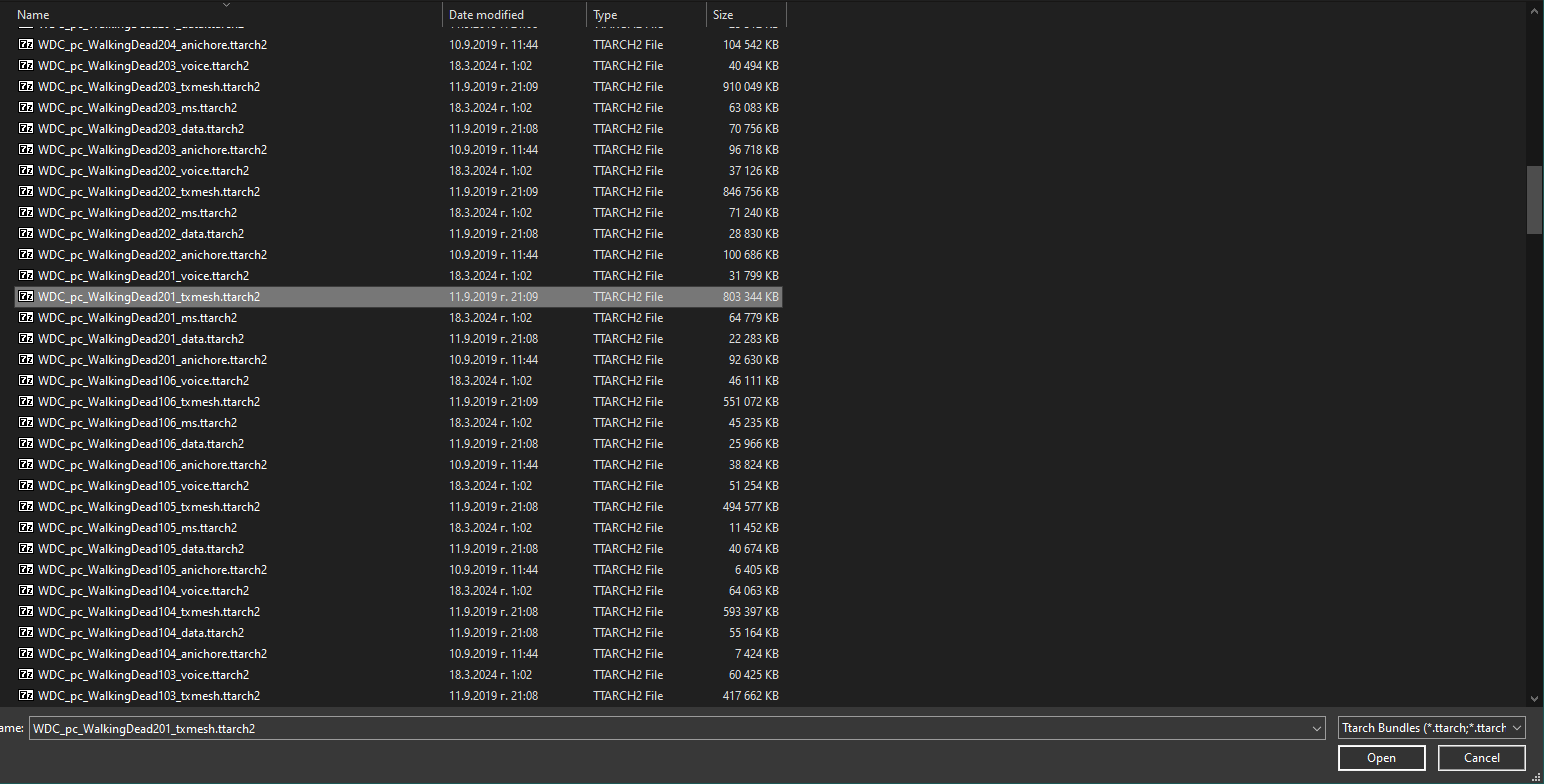 Name Date modified Type Size
WDC_pc_WalkingDead204_anichore.ttarch2 10.9.2019 г. 11:44 TTARCH2 File 104 542 KB
WDC_pc_WalkingDead203_voice.ttarch2 18.3.2024 г. 1:02 TTARCH2 File 40 494 KB
WDC_pc_WalkingDead203_txmesh.ttarch2 11.9.2019 г. 21:09 TTARCH2 File 910 049 KB
WDC_pc_WalkingDead203_ms.ttarch2 18.3.2024 г. 1:02 TTARCH2 File 63 083 KB
WDC_pc_WalkingDead203_data.ttarch2 11.9.2019 г. 21:08 TTARCH2 File 70 756 KB
WDC_pc_WalkingDead203_anichore.ttarch2 10.9.2019 г. 11:44 TTARCH2 File 96 718 KB
WDC_pc_WalkingDead202_voice.ttarch2 18.3.2024 г. 1:02 TTARCH2 File 37 126 KB
WDC_pc_WalkingDead202_txmesh.ttarch2 11.9.2019 г. 21:09 TTARCH2 File 846 756 KB
WDC_pc_WalkingDead202_ms.ttarch2 18.3.2024 г. 1:02 TTARCH2 File 71 240 KB
WDC_pc_WalkingDead202_data.ttarch2 11.9.2019 г. 21:08 TTARCH2 File 28 830 KB
WDC_pc_WalkingDead202_anichore.ttarch2 10.9.2019 г. 11:44 TTARCH2 File 100 686 KB
WDC_pc_WalkingDead201_voice.ttarch2 18.3.2024 г. 1:02 TTARCH2 File 31 799 KB
WDC_pc_WalkingDead201_txmesh.ttarch2 11.9.2019 г. 21:09 TTARCH2 File 803 344 KB
WDC_pc_WalkingDead201_ms.ttarch2 18.3.2024 г. 1:02 TTARCH2 File 64 779 KB
WDC_pc_WalkingDead201_data.ttarch2 11.9.2019 г. 21:08 TTARCH2 File 22 283 KB
WDC_pc_WalkingDead201_anichore.ttarch2 10.9.2019 г. 11:44 TTARCH2 File 92 630 KB
WDC_pc_WalkingDead106_voice.ttarch2 18.3.2024 г. 1:02 TTARCH2 File 46 111 KB
WDC_pc_WalkingDead106_txmesh.ttarch2 11.9.2019 г. 21:09 TTARCH2 File 551 072 KB
WDC_pc_WalkingDead106_ms.ttarch2 18.3.2024 г. 1:02 TTARCH2 File 45 235 KB
WDC_pc_WalkingDead106_data.ttarch2 11.9.2019 г. 21:08 TTARCH2 File 25 966 KB
WDC_pc_WalkingDead106_anichore.ttarch2 10.9.2019 г. 11:44 TTARCH2 File 38 824 KB
WDC_pc_WalkingDead105_voice.ttarch2 18.3.2024 г. 1:02 TTARCH2 File 51 254 KB
WDC_pc_WalkingDead105_txmesh.ttarch2 11.9.2019 г. 21:08 TTARCH2 File 494 577 KB
WDC_pc_WalkingDead105_ms.ttarch2 18.3.2024 г. 1:02 TTARCH2 File 11 452 KB
WDC_pc_WalkingDead105_data.ttarch2 11.9.2019 г. 21:08 TTARCH2 File 40 674 KB
WDC_pc_WalkingDead105_anichore.ttarch2 10.9.2019 г. 11:44 TTARCH2 File 6 405 KB
WDC_pc_WalkingDead104_voice.ttarch2 18.3.2024 г. 1:02 TTARCH2 File 64 063 KB
WDC_pc_WalkingDead104_txmesh.ttarch2 11.9.2019 г. 21:08 TTARCH2 File 593 397 KB
WDC_pc_WalkingDead104_data.ttarch2 11.9.2019 г. 21:08 TTARCH2 File 55 164 KB
WDC_pc_WalkingDead104_anichore.ttarch2 10.9.2019 г. 11:44 TTARCH2 File 7 424 KB
WDC_pc_WalkingDead103_voice.ttarch2 18.3.2024 г. 1:02 TTARCH2 File 60 425 KB
WDC_pc_WalkingDead103_txmesh.ttarch2 11.9.2019 г. 21:08 TTARCH2 File 417 662 KB
ame: WDC_pc_WalkingDead201_txmesh.ttarch2 Ttarch Bundles (*.ttarch;*.ttarch
Open Cancel